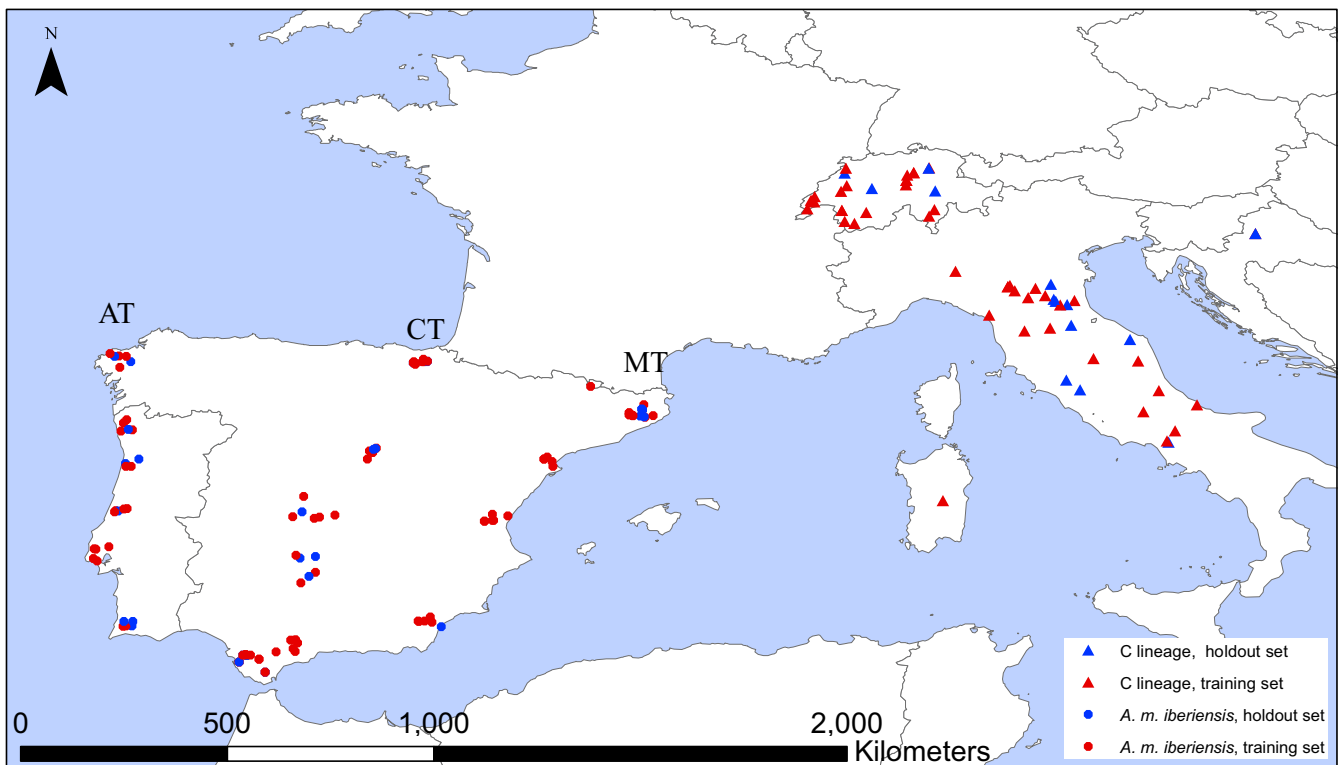 N
AT
CT
MT
0
500
1,000
2,000
Kilometers
C lineage, holdout set
C lineage, training set
A. m. iberiensis, holdout set
A. m. iberiensis, training set